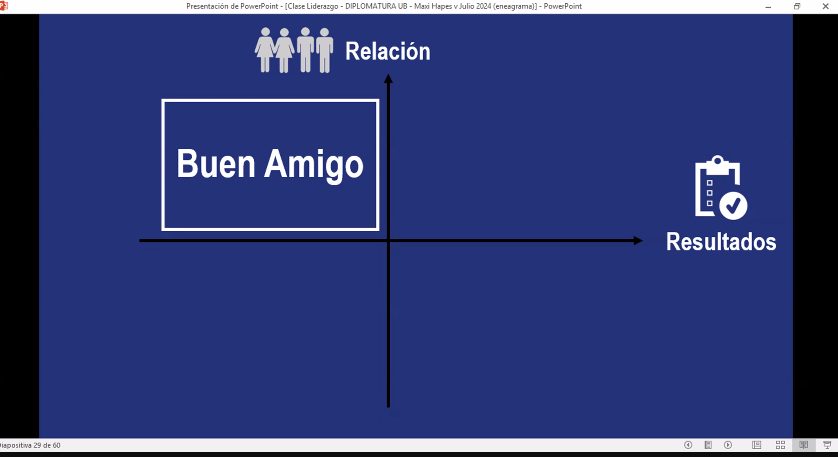 Presentación de PowerPoint - [Clase Liderazgo - DIPLOMATURA UB - Maxi Hapes v Julio 2024 (eneagrama)] - PowerPoint
Relación
Buen Amigo
Resultados
iapositiva 29 de 60